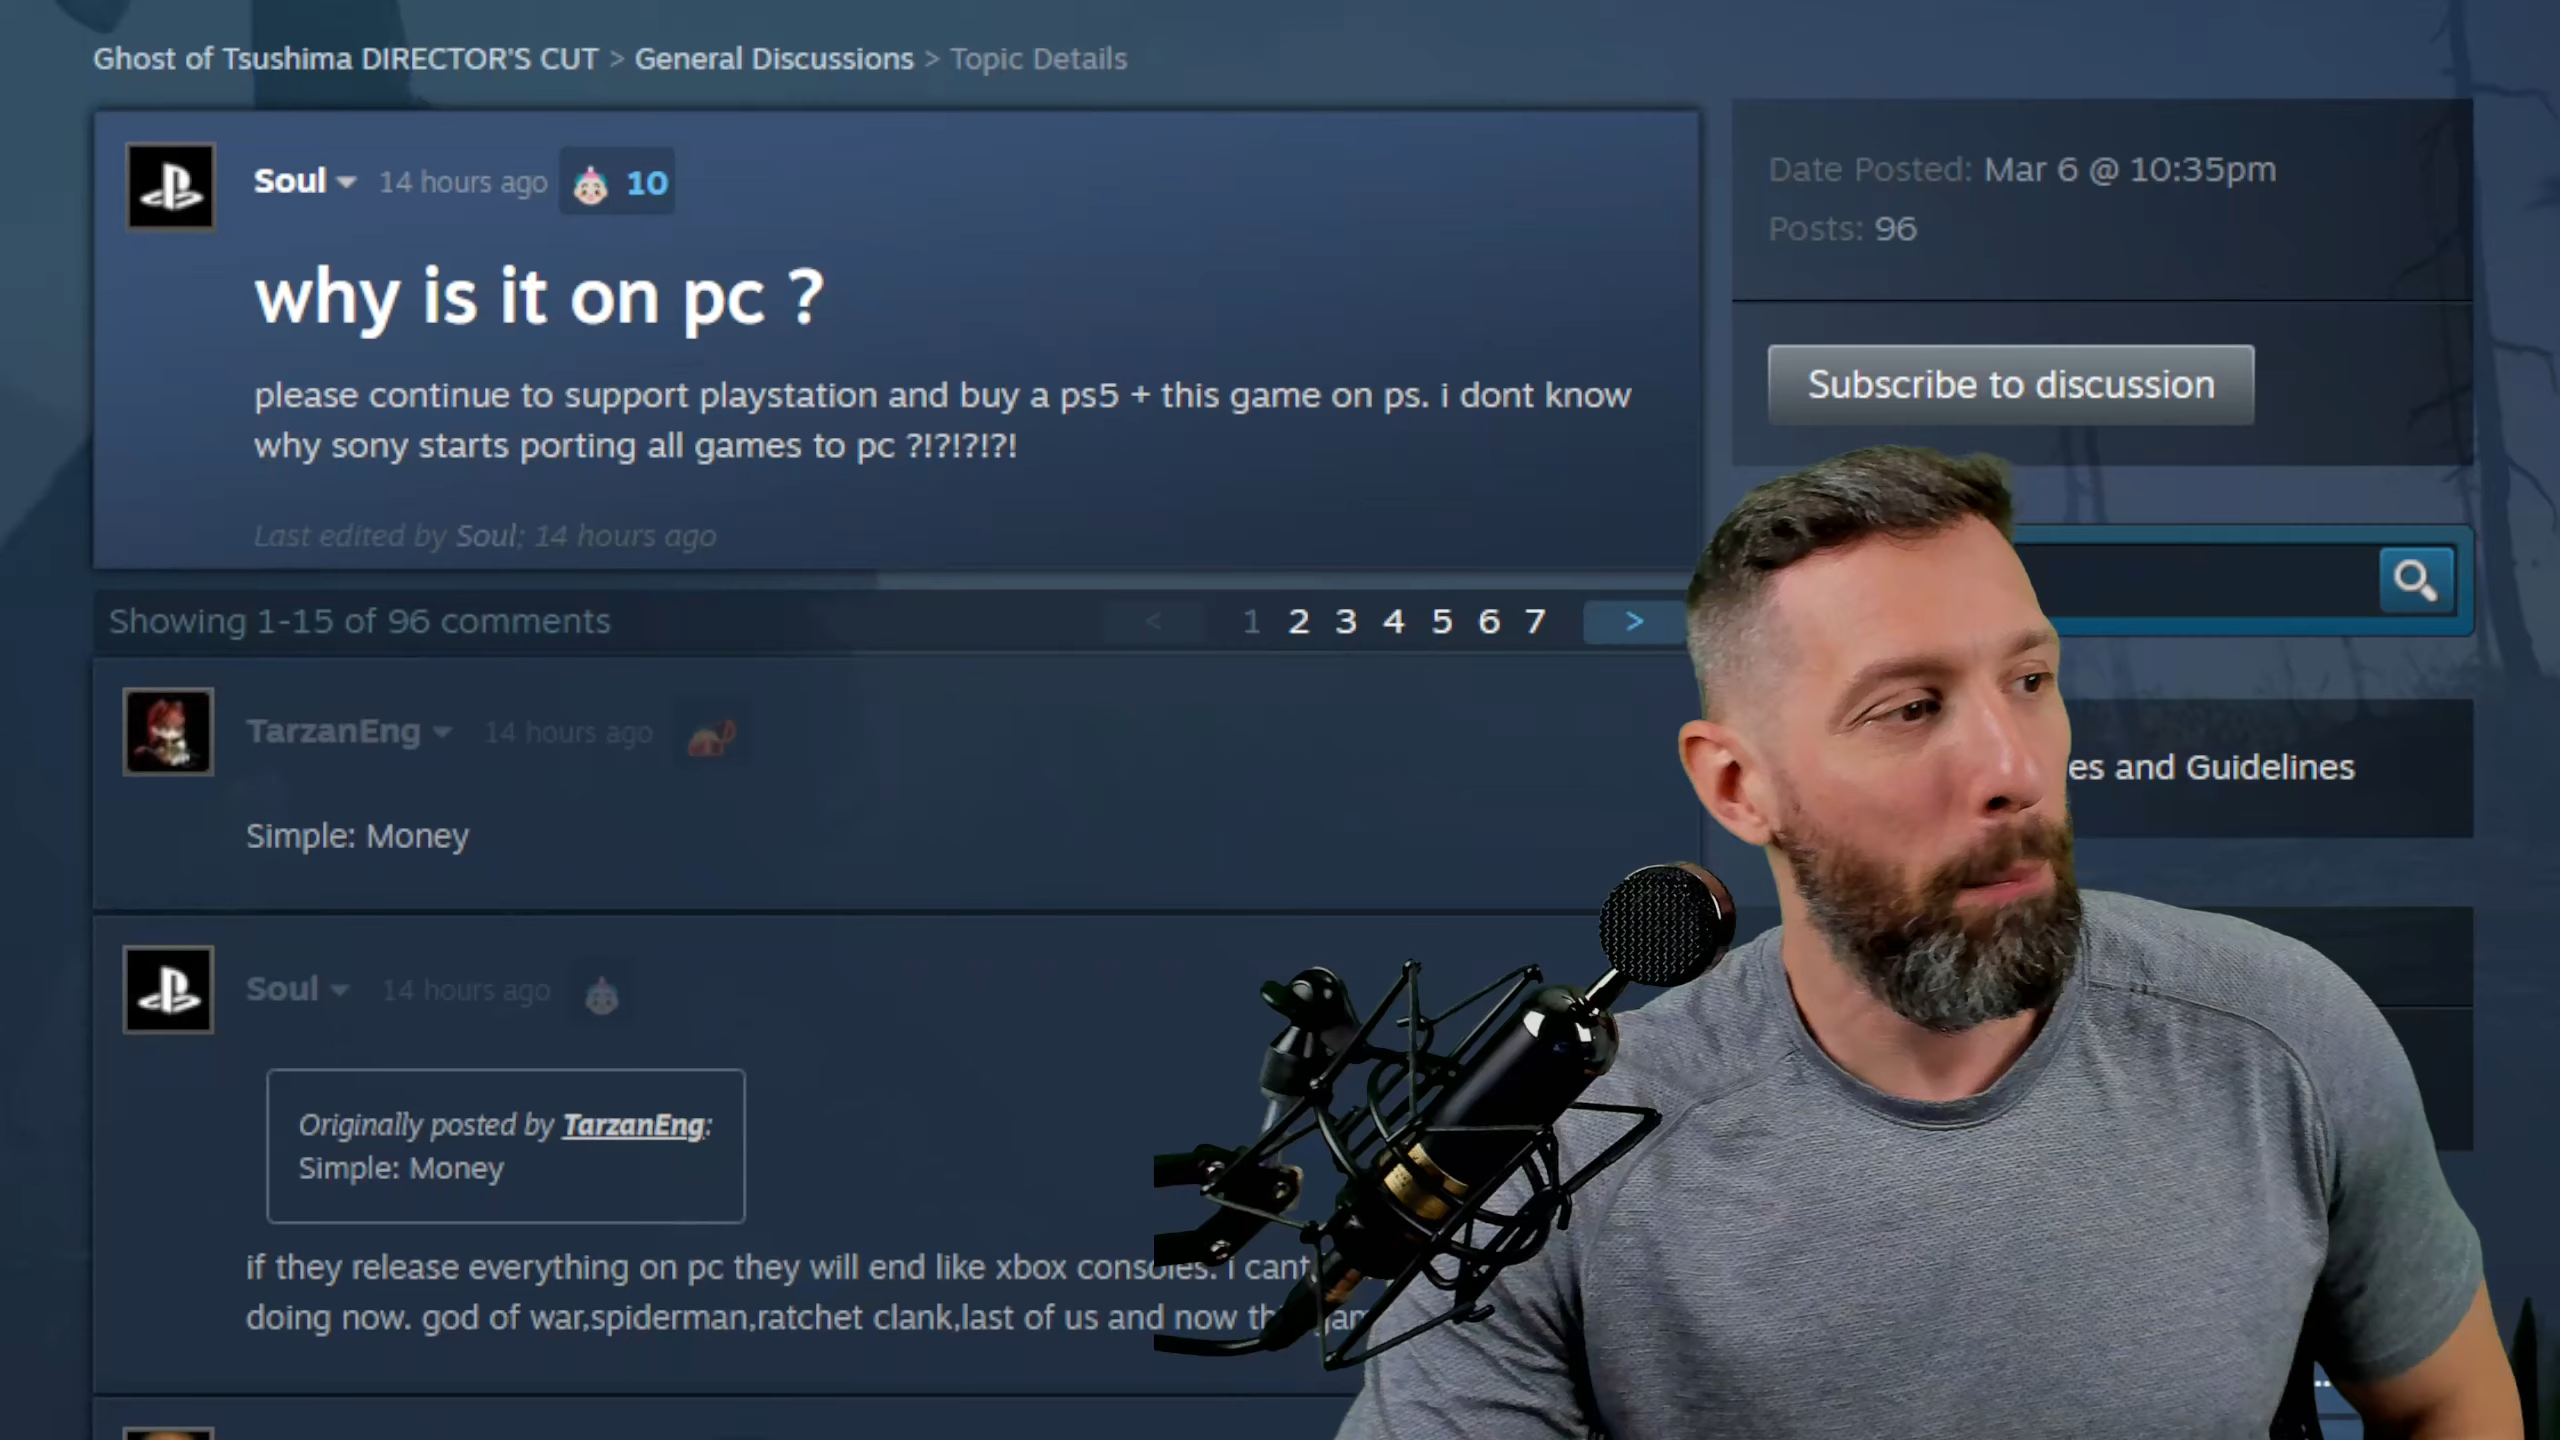 Ghost of Tsushima DIRECTOR'S CUT > General Discussions > Topic Details
Soul 14 hours ago 10
why is it on pc ?
please continue to support playstation and buy a ps5 + this game on ps. i dont know
why sony starts porting all games to pc ?!?!?!?!
Last edited by Soul; 14 hours ago
Date Posted: Mar 6 @ 10:35pm
Posts: 96
Subscribe to discussion
Showing 1-15 of 96 comments
< 1 2 3 4 5 6 7 >
es and Guidelines
TarzanEng 14 hours ago
Simple: Money
Soul 14 hours ago
Originally posted by TarzanEng:
Simple: Money
if they release everything on pc they will end like xbox consoles. i cant
doing now. god of war,spiderman,ratchet clank,last of us and now